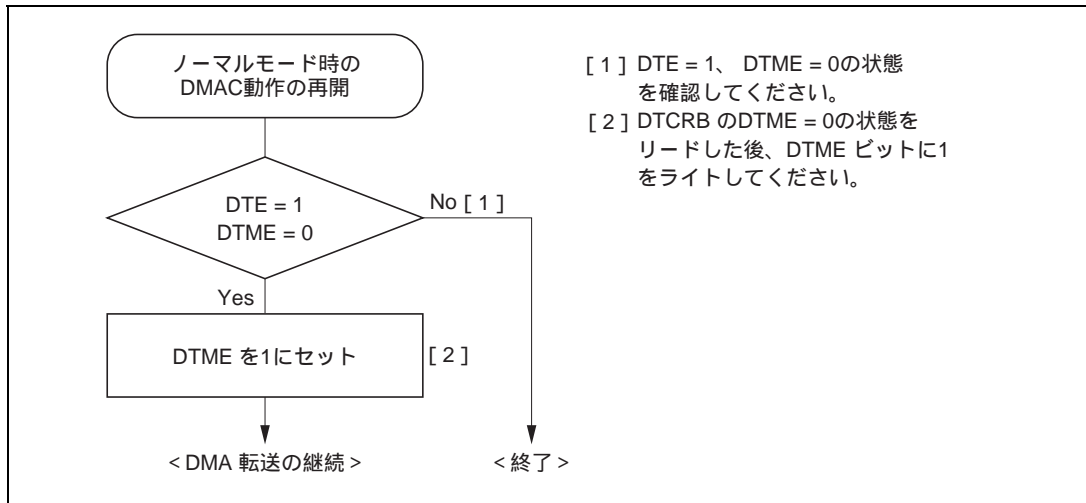 ノーマルモード時の
DMAC動作の再開
[ 1 ] DTE = 1、 DTME = 0の状態
を確認してください。
[ 2 ] DTCRB のDTME = 0の状態を
リードした後、DTME ビットに1
をライトしてください。
DTE = 1
DTME = 0
No [ 1 ]
Yes
DTME を1にセット
[ 2 ]
< DMA 転送の継続 >
< 終了 >